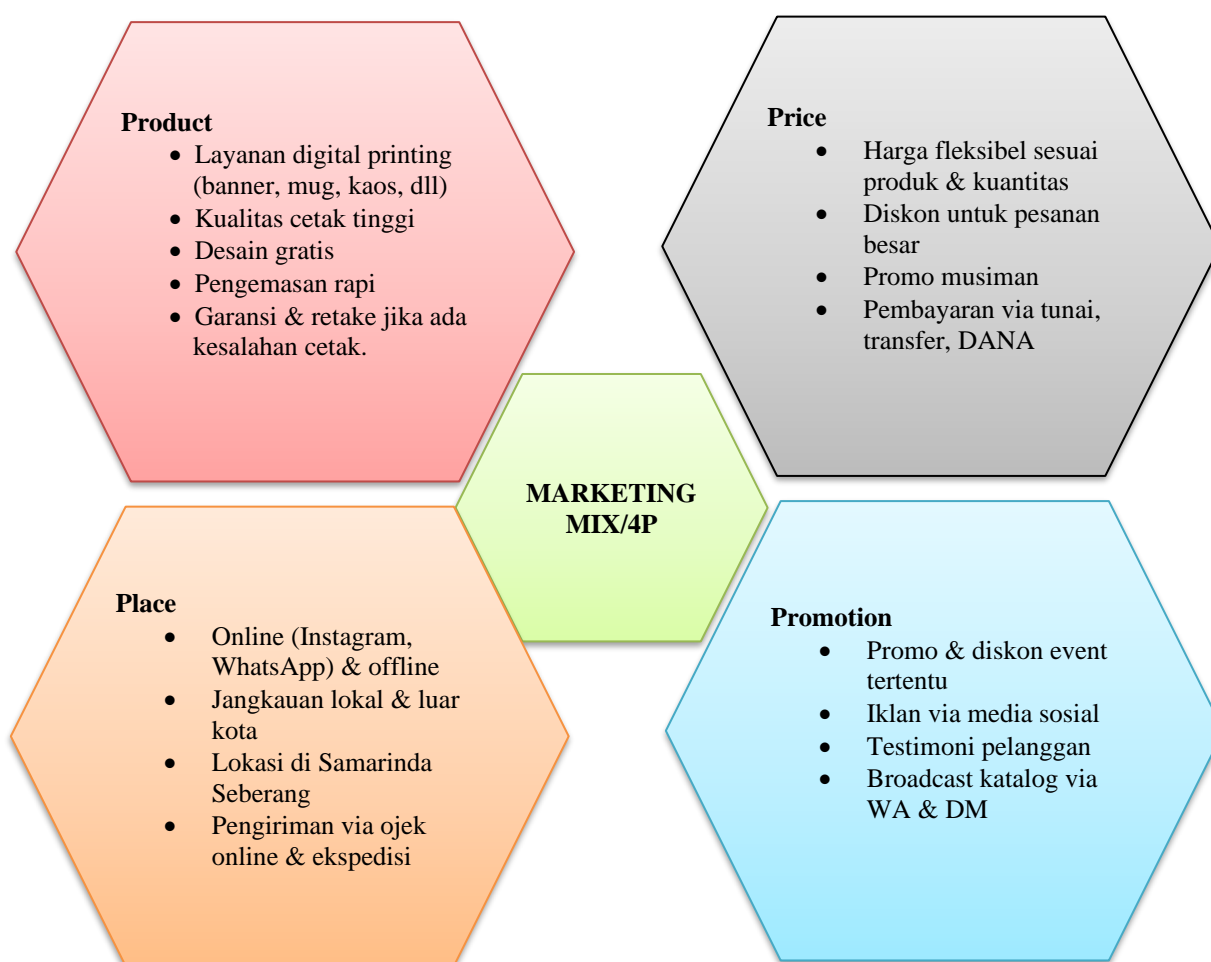 Product
• Layanan digital printing
(banner, mug, kaos, dll)
• Kualitas cetak tinggi
• Desain gratis
• Pengemasan rapi
• Garansi & retake jika ada
kesalahan cetak.
Price
• Harga fleksibel sesuai
produk & kuantitas
• Diskon untuk pesanan
besar
• Promo musiman
• Pembayaran via tunai,
transfer, DANA
MARKETING
MIX/4P
Place
• Online (Instagram,
WhatsApp) & offline
• Jangkauan lokal & luar
kota
• Lokasi di Samarinda
Seberang
• Pengiriman via ojek
online & ekspedisi
Promotion
• Promo & diskon event
tertentu
• Iklan via media sosial
• Testimoni pelanggan
• Broadcast katalog via
WA & DM